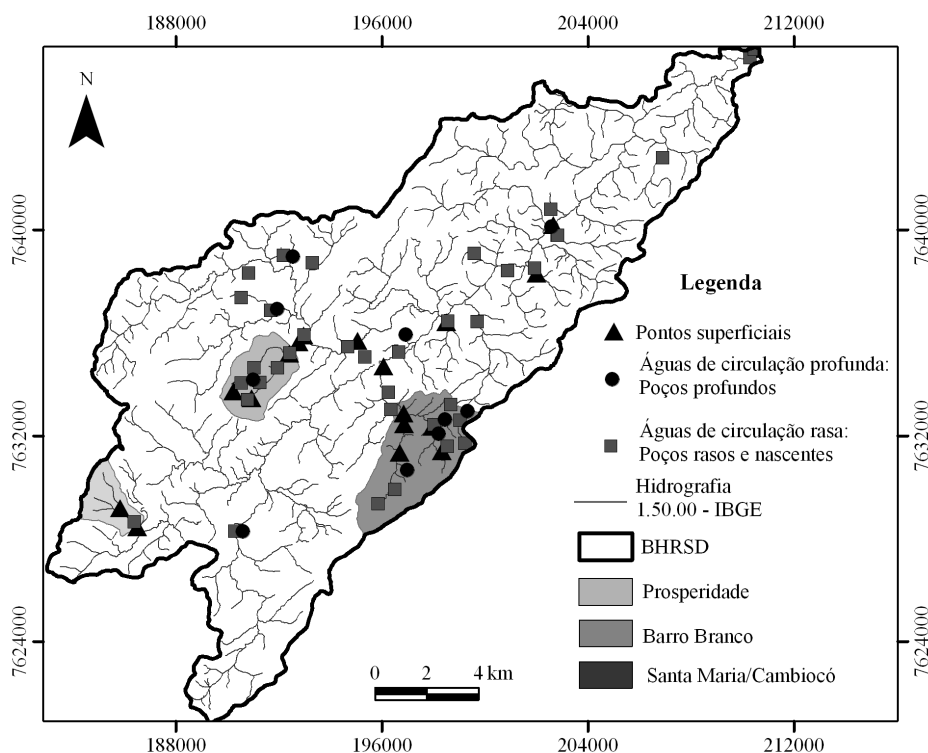 188000 196000 204000 212000
N
7640000 7640000
7632000 7632000
7624000 7624000
Legenda
Pontos superficiais
Águas de circulação profunda:
Poços profundos
Águas de circulação rasa:
Poços rasos e nascentes
Hidrografia
1.50.00 - IBGE
BHRSD
Prosperidade
Barro Branco
Santa Maria/Cambiocó
0 2 4 km
188000 196000 204000 212000